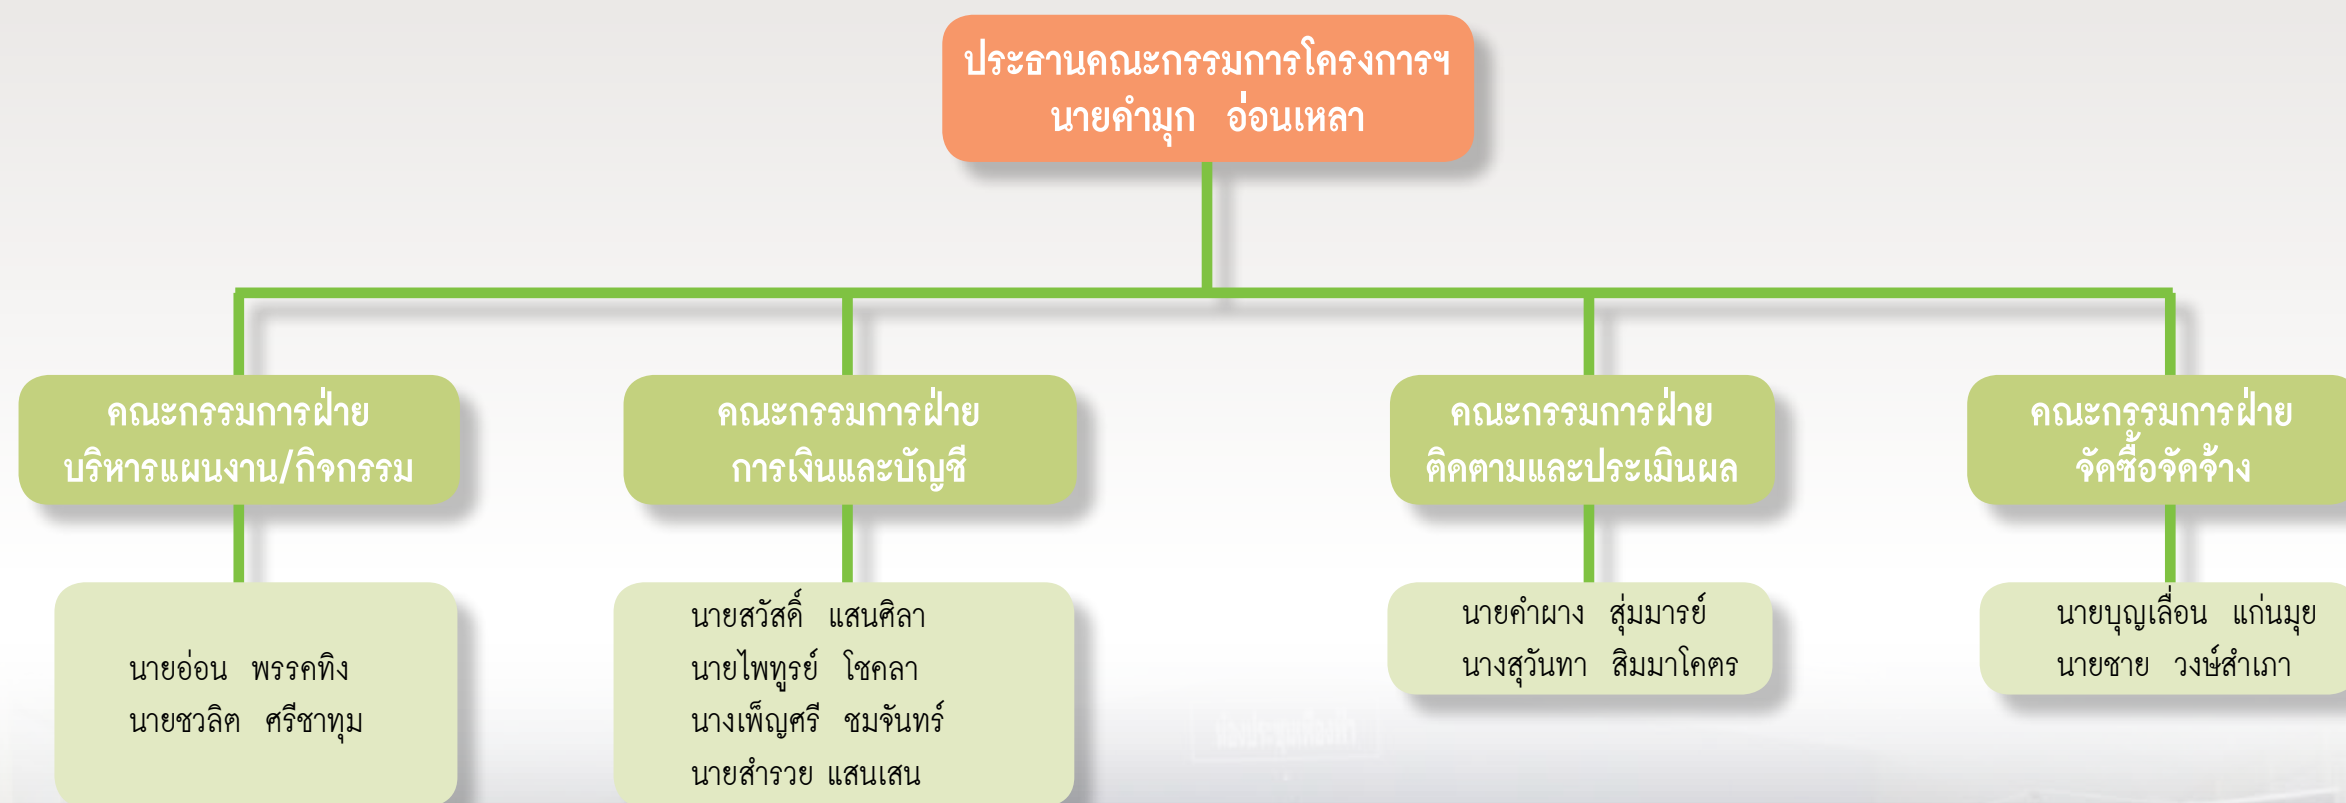 ประธานคณะกรรมการโครงการฯ
นายคำมุก อ่อนเหลา
คณะกรรมการฝ่าย
บริหารแผนงาน/กิจกรรม
คณะกรรมการฝ่าย
การเงินและบัญชี
คณะกรรมการฝ่าย
ติดตามและประเมินผล
คณะกรรมการฝ่าย
จัดซื้อจัดจ้าง
นายอ่อน พรรคทิง
นายชวลิต ศรีชาทุม
นายสวัสดิ์ แสนศิลา
นายไพฑูรย์ โชคลา
นางเพ็ญศรี ชมจันทร์
นายสำรวย แสนเสน
นายคำผาง สุ่มมารย์
นางสุวันทา สิมมาโคตร
นายบุญเลื่อน แก่นมุย
นายชาย วงษ์สำเภา